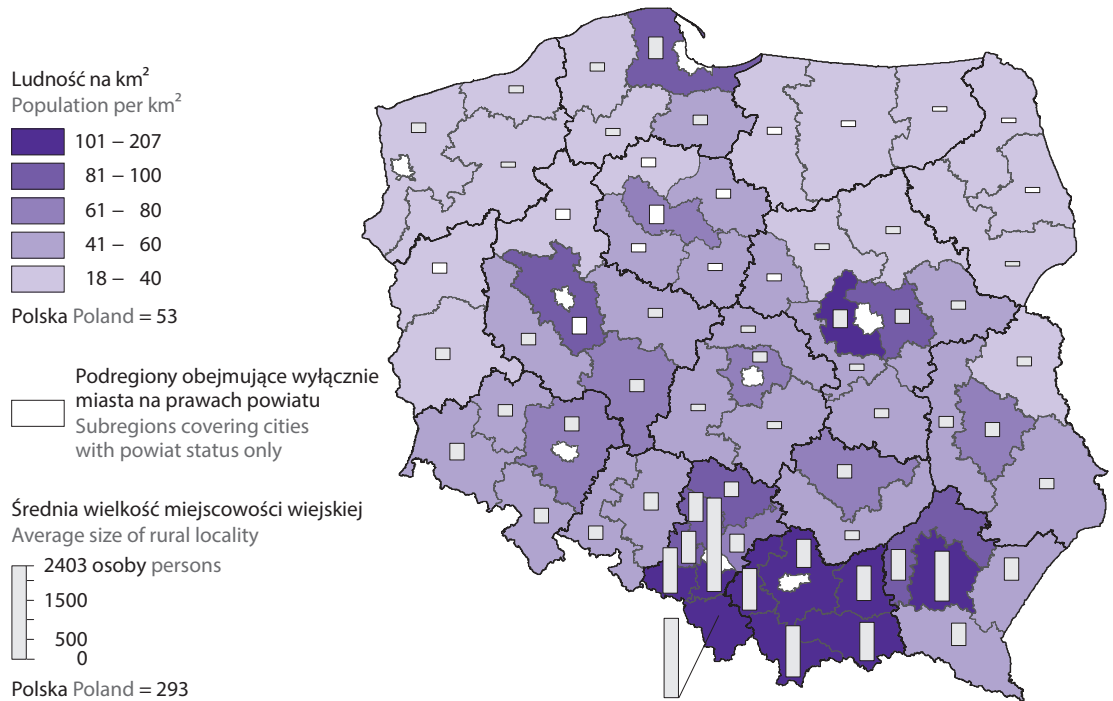 Ludność na km²
Population per km²
101 – 207
81 – 100
61 – 80
41 – 60
18 – 40
Polska Poland = 53
Podregiony obejmujące wyłącznie
miasta na prawach powiatu
Subregions covering cities
with powiat status only
Średnia wielkość miejscowości wiejskiej
Average size of rural locality
2403 osoby persons
1500
500
0
Polska Poland = 293